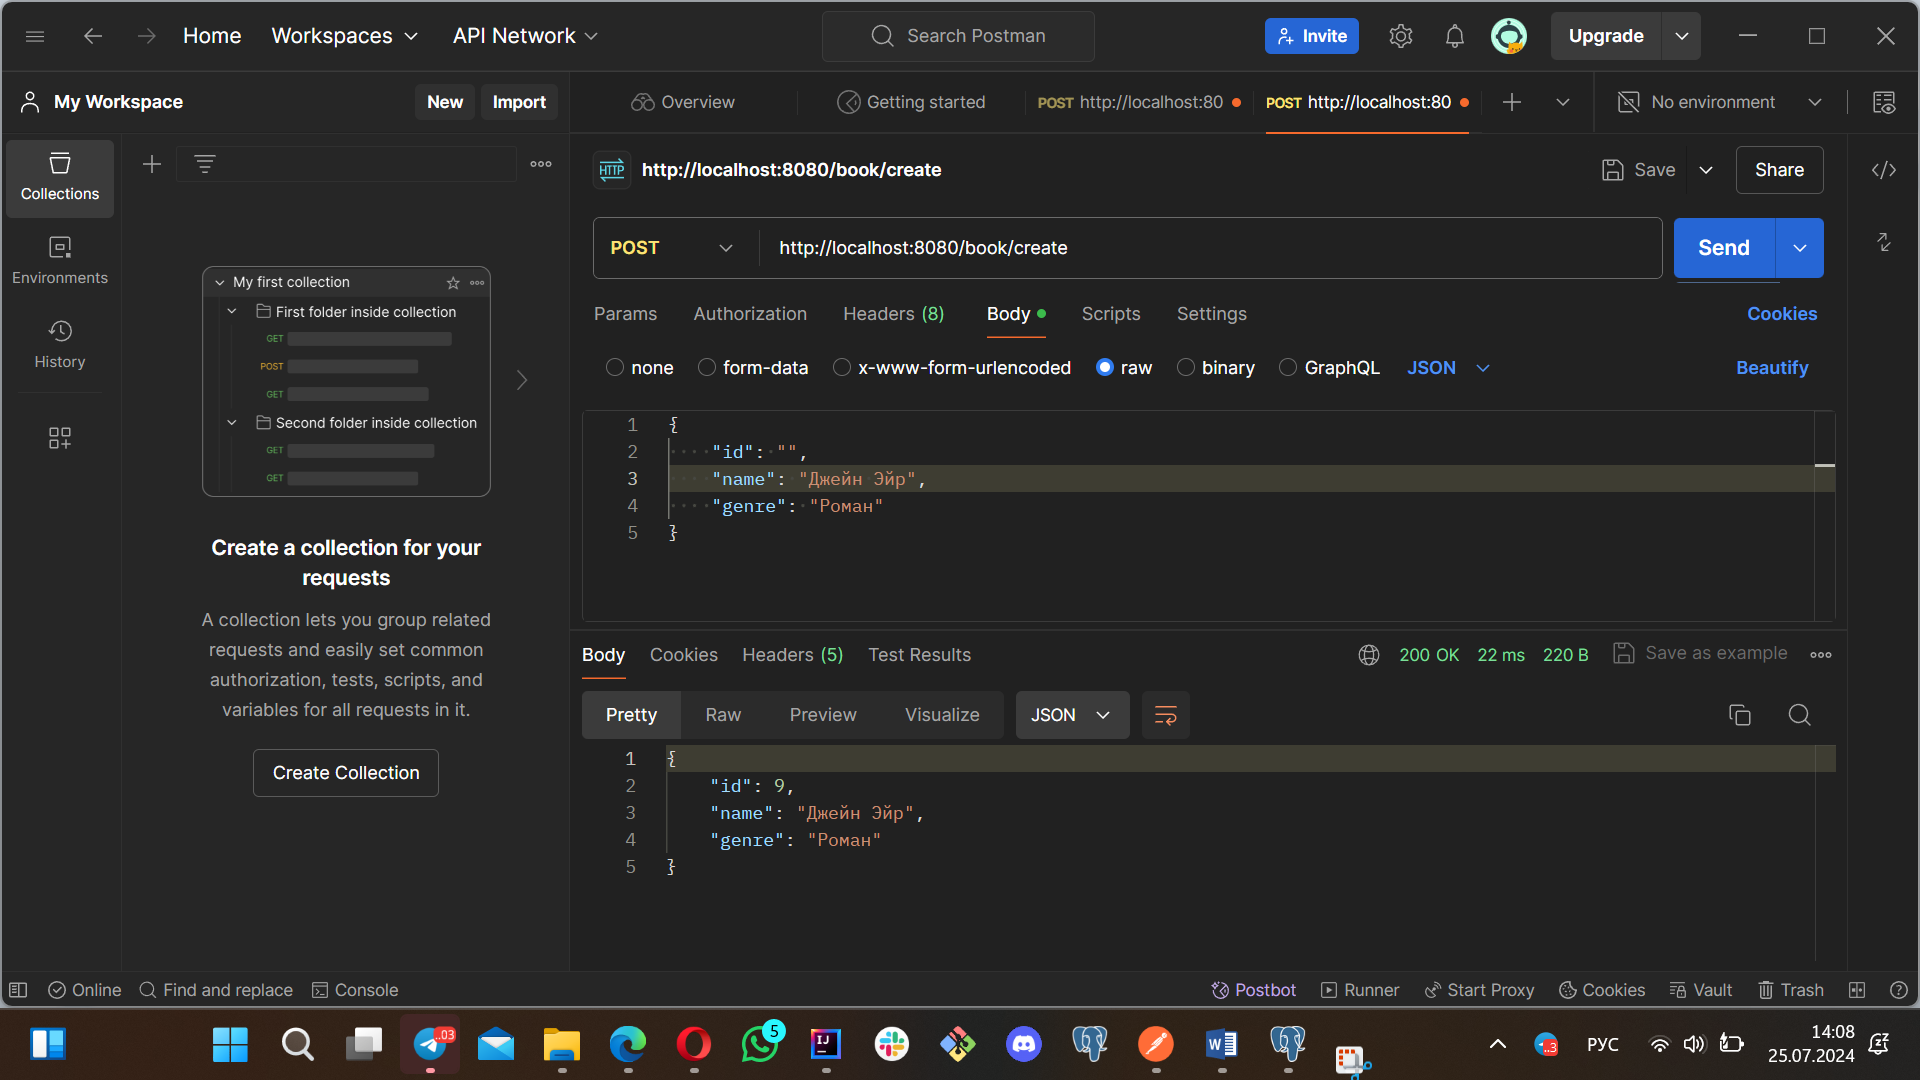 Home Workspaces API Network Search Postman Invite Upgrade
My Workspace New Import Overview Getting started POST http://localhost:80 POST http://localhost:80 No environment
Collections
Environments
History
My first collection
First folder inside collection
GET
POST
GET
Second folder inside collection
GET
GET
Create a collection for your
requests
A collection lets you group related
requests and easily set common
authorization, tests, scripts, and
variables for all requests in it.
Create Collection
HTTP http://localhost:8080/book/create Save Share
POST http://localhost:8080/book/create Send
Params Authorization Headers (8) Body Scripts Settings Cookies
none form-data x-www-form-urlencoded raw binary GraphQL JSON Beautify
1 {
2 "id": "",
3 "name": "Джейн Эйр",
4 "genre": "Роман"
5 }
Body Cookies Headers (5) Test Results 200 OK 22 ms 220 B Save as example
Pretty Raw Preview Visualize JSON
1 {
2 "id": 9,
3 "name": "Джейн Эйр",
4 "genre": "Роман"
5 }
Online Find and replace Console Postbot Runner Start Proxy Cookies Vault Trash
..03 5 IJ W ..3 РУС 14:08
25.07.2024